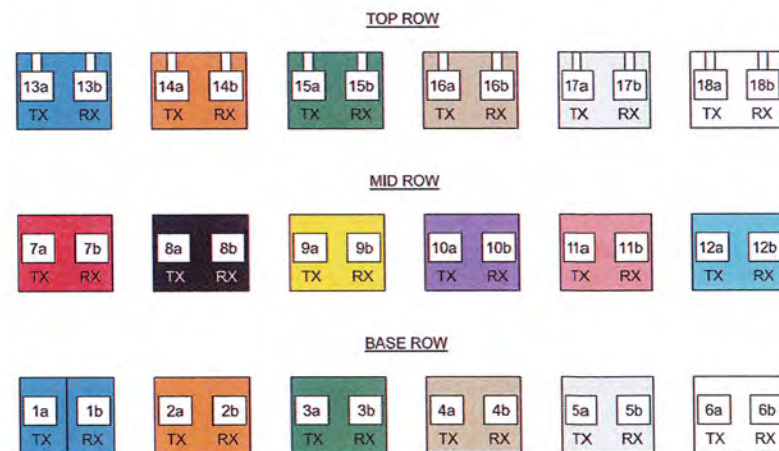 TOP ROW
13a 13b 14a 14b 15a 15b 16a 16b 17a 17b 18a 18b
TX RX TX RX TX RX TX RX TX RX TX RX
MID ROW
7a 7b 8a 8b 9a 9b 10a 10b 11a 11b 12a 12b
TX RX TX RX TX RX TX RX TX RX TX RX
BASE ROW
1a 1b 2a 2b 3a 3b 4a 4b 5a 5b 6a 6b
TX RX TX RX TX RX TX RX TX RX TX RX